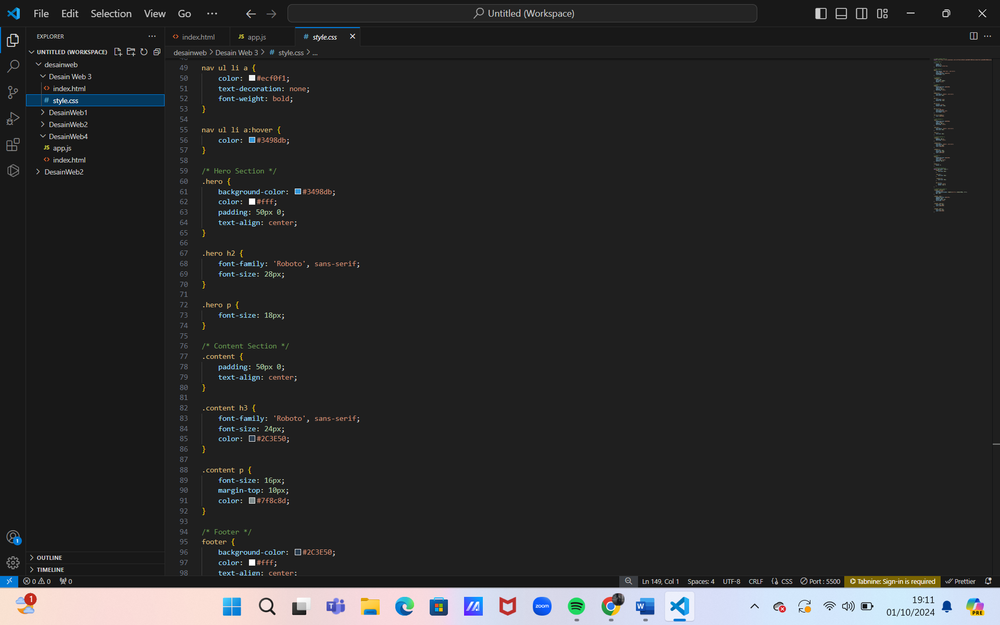 File Edit Selection View Go ··· Untitled (Workspace)
EXPLORER ··· index.html JS app.js # style.css
UNTITLED (WORKSPACE)
desainweb > Desain Web 3 > # style.css > ...
desainweb
Desain Web 3
index.html
# style.css
DesainWeb1
DesainWeb2
DesainWeb4
JS app.js
index.html
DesainWeb2
OUTLINE
TIMELINE
49 nav ul li a {
50 color: #ecf0f1;
51 text-decoration: none;
52 font-weight: bold;
53 }
54
55 nav ul li a:hover {
56 color: #3498db;
57 }
58
59 /* Hero Section */
60 .hero {
61 background-color: #3498db;
62 color: #fff;
63 padding: 50px 0;
64 text-align: center;
65 }
66
67 .hero h2 {
68 font-family: 'Roboto', sans-serif;
69 font-size: 28px;
70 }
71
72 .hero p {
73 font-size: 18px;
74 }
75
76 /* Content Section */
77 .content {
78 padding: 50px 0;
79 text-align: center;
80 }
81
82 .content h3 {
83 font-family: 'Roboto', sans-serif;
84 font-size: 24px;
85 color: #2C3E50;
86 }
87
88 .content p {
89 font-size: 16px;
90 margin-top: 10px;
91 color: #7f8c8d;
92 }
93
94 /* Footer */
95 footer {
96 background-color: #2C3E50;
97 color: #fff;
98 text-align: center;
1
0 0 0 Ln 149, Col 1 Spaces: 4 UTF-8 CRLF {} CSS Port : 5500 Tabnine: Sign-in is required Prettier
1 zoom W PRE
19:11
01/10/2024